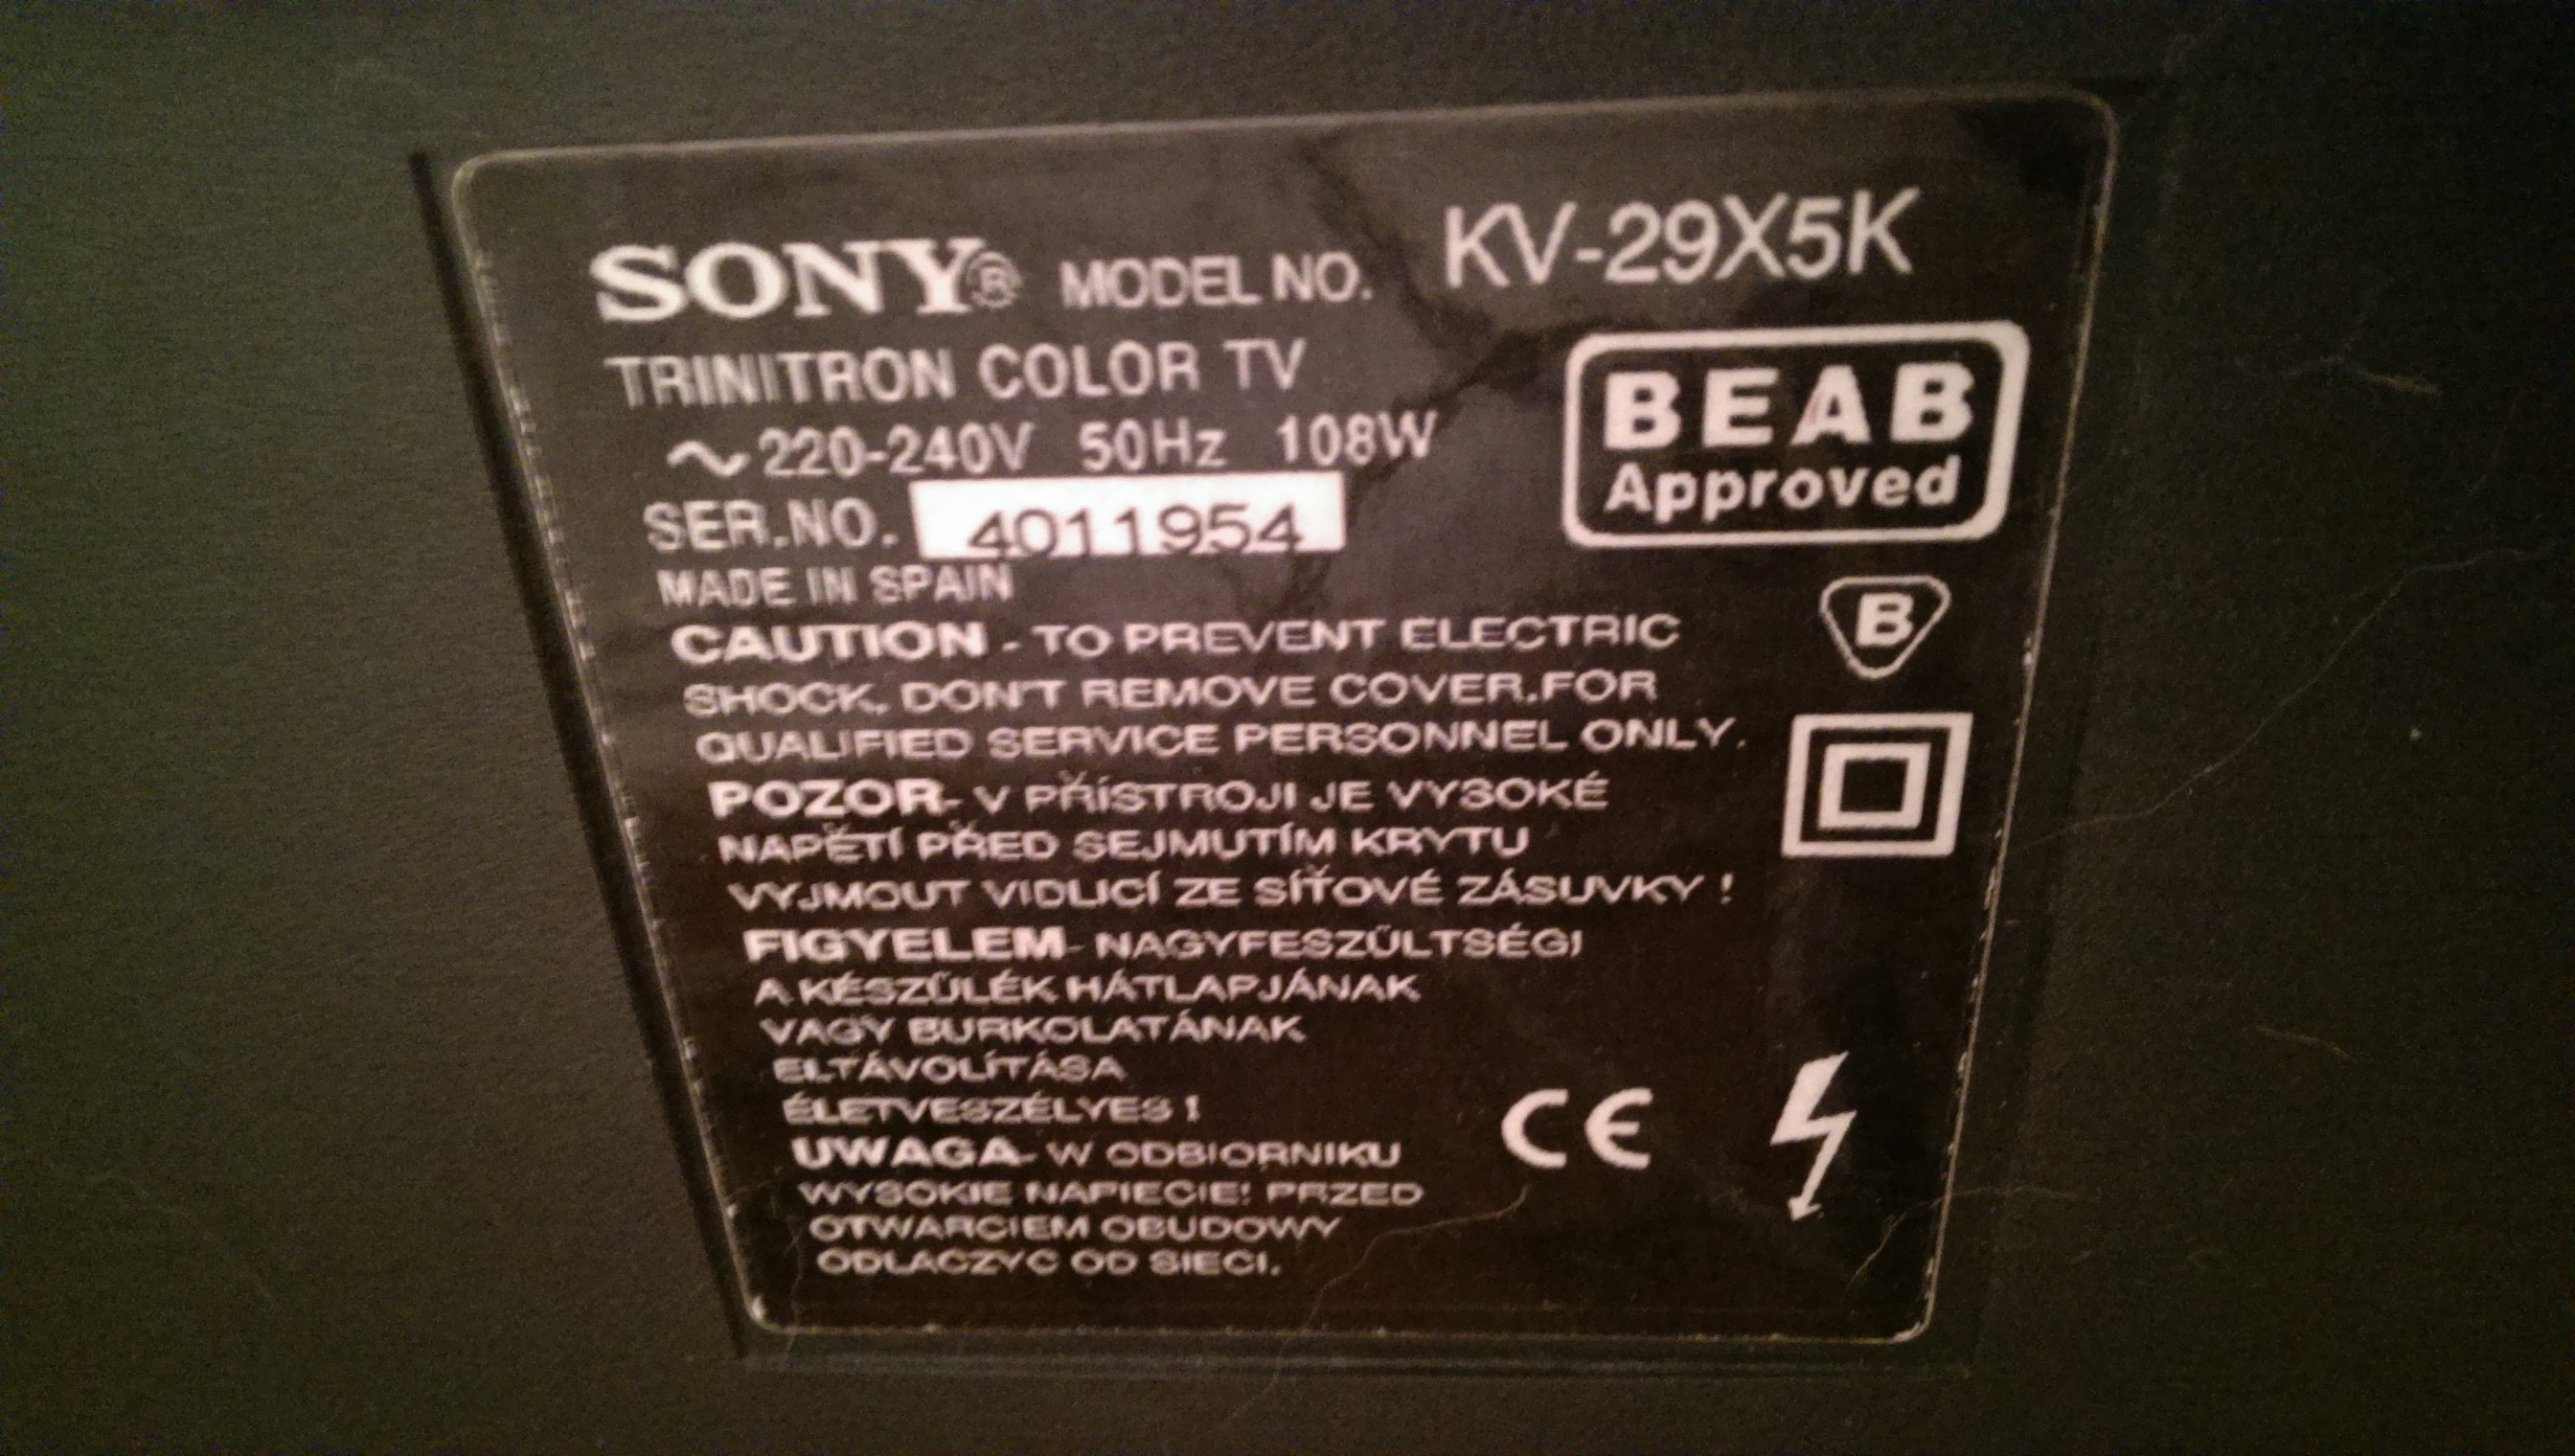 SONY® MODEL NO. KV-29X5K
TRINITRON COLOR TV
~220-240V 50Hz 108W
SER.NO. 4011954
MADE IN SPAIN
BEAB
Approved
B
CAUTION - TO PREVENT ELECTRIC
SHOCK, DON'T REMOVE COVER.FOR
QUALIFIED SERVICE PERSONNEL ONLY.
POZOR- V PŘÍSTROJI JE VYSOKÉ
NAPĚTÍ PŘED SEJMUTÍM KRYTU
VYJMOUT VIDLICÍ ZE SÍŤOVÉ ZÁSUVKY !
FIGYELEM- NAGYFESZŰLTSÉG!
A KÉSZŰLÉK HÁTLAPJÁNAK
VAGY BURKOLATÁNAK
ELTÁVOLÍTÁSA
ÉLETVESZÉLYES !
UWAGA- W ODBIORNIKU
WYSOKIE NAPIECIE! PRZED
OTWARCIEM OBUDOWY
ODLACZYC OD SIECI.
CE